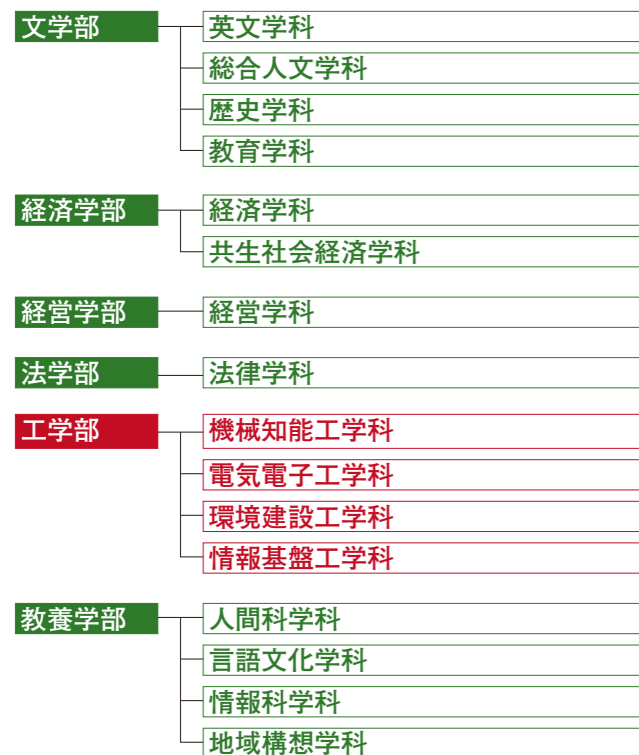 文学部 英文学科
総合人文学科
歴史学科
教育学科
経済学部 経済学科
共生社会経済学科
経営学部 経営学科
法学部 法律学科
工学部 機械知能工学科
電気電子工学科
環境建設工学科
情報基盤工学科
教養学部 人間科学科
言語文化学科
情報科学科
地域構想学科